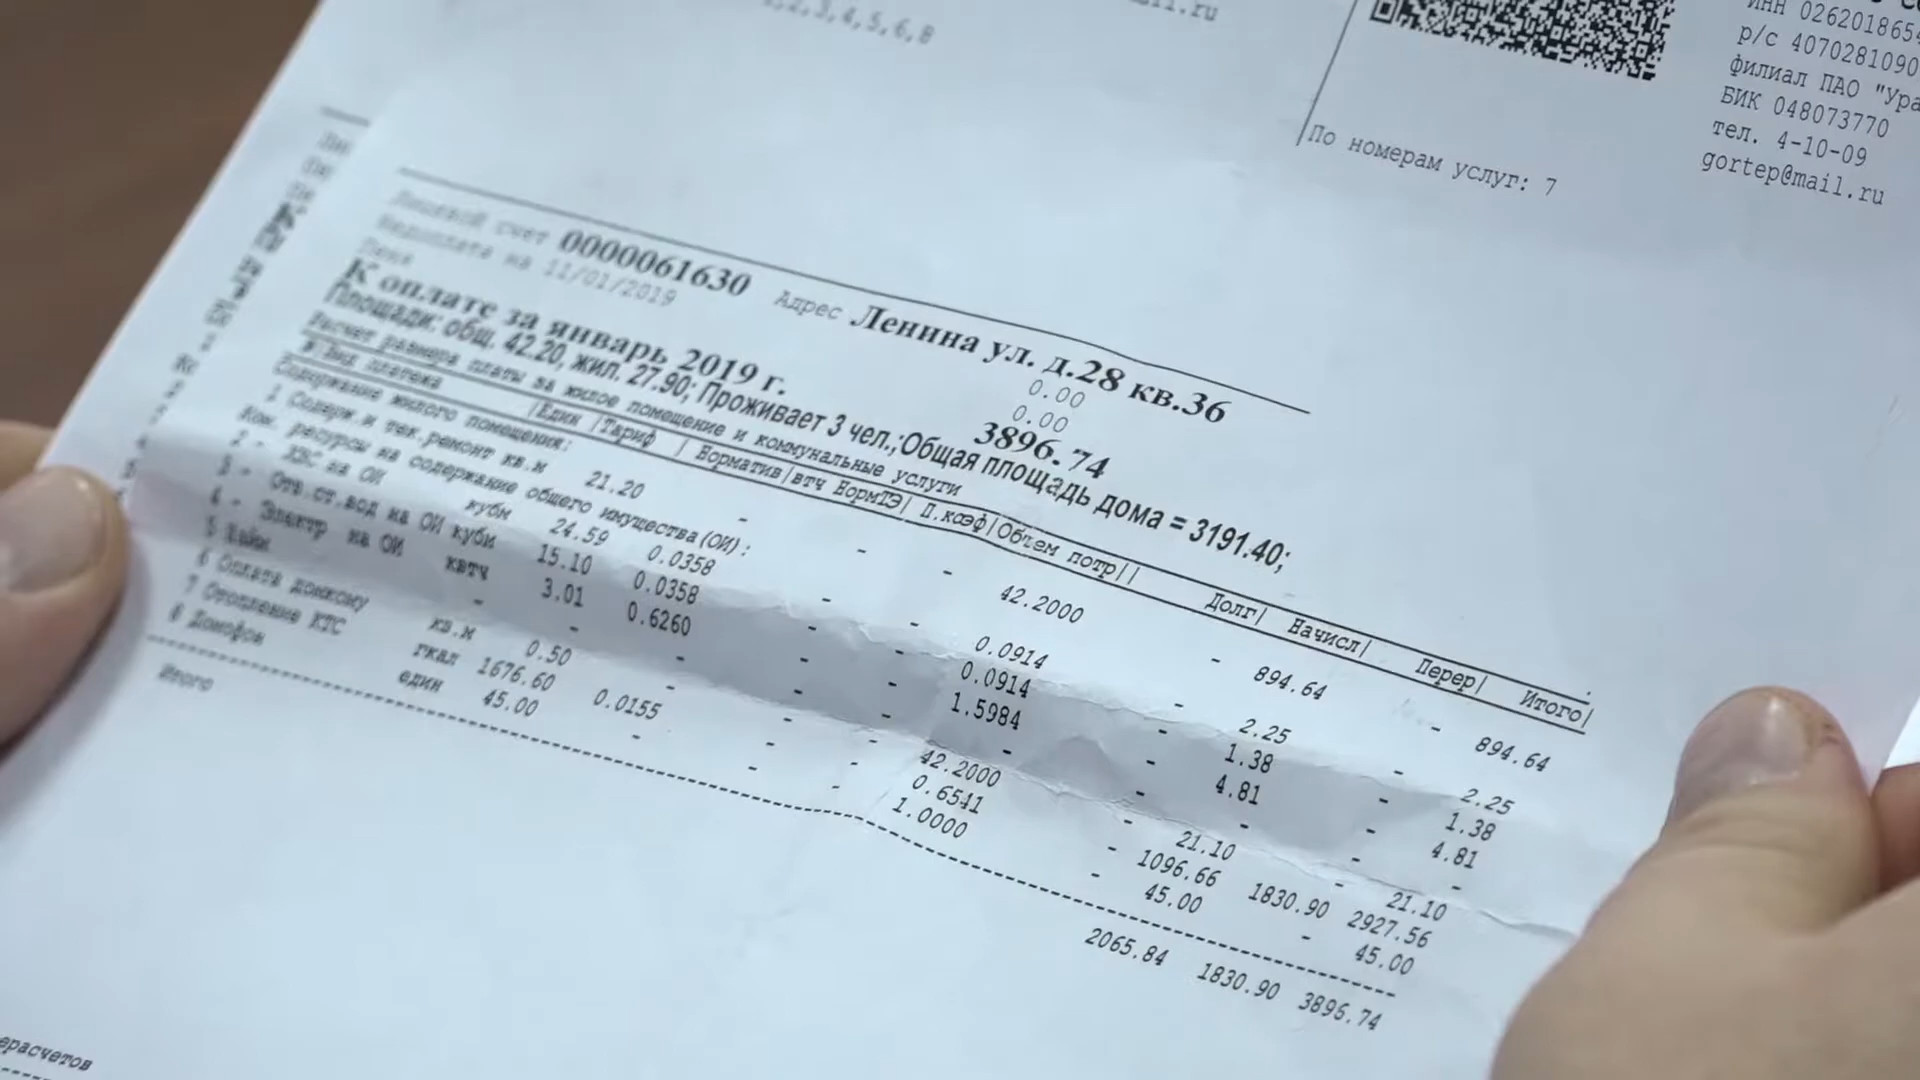 ,2,3,4,5,6,8
il.ru
ИНН 0262018654
р/с 4070281090
филиал ПАО "Ура
БИК 048073770
тел. 4-10-09
gortep@mail.ru
По номерам услуг: 7
Лицевой счет 0000061630 Адрес Ленина ул. д.28 кв.36
Недоплата на 11/01/2019 0.00
Пеня 0.00
К оплате за январь 2019 г. 3896.74
Площади: общ. 42.20, жил. 27.90; Проживает 3 чел.,;Общая площадь дома = 3191.40;
Расчет размера платы за жилое помещение и коммунальные услуги
Вид платежа |Един |Тариф | Норматив|втч НормТЭ| П.коэф|Объем потр|| Долг| Начисл| Перер| Итого|
Содержание жилого помещения:
1 Содерж.и тек.ремонт кв.м 21.20 - - - 42.2000 - 894.64 - 894.64
Ком. ресурсы на содержание общего имущества(ОИ):
2 - ХВС на ОИ кубм 24.59 0.0358 - - 0.0914 - 2.25 - 2.25
3 - Отв.ст.вод на ОИ кубм 15.10 0.0358 - - 0.0914 - 1.38 - 1.38
4 - Электр на ОИ квтч 3.01 0.6260 - - 1.5984 - 4.81 - 4.81
5 Найм - - - - - - - - - -
6 Оплата домкому кв.м 0.50 - - - 42.2000 - 21.10 - 21.10
7 Отопление КТС гкал 1676.60 0.0155 - - 0.6541 - 1096.66 1830.90 2927.56
8 Домофон един 45.00 - - - 1.0000 - 45.00 - 45.00
Итого 2065.84 1830.90 3896.74
ерасчетов